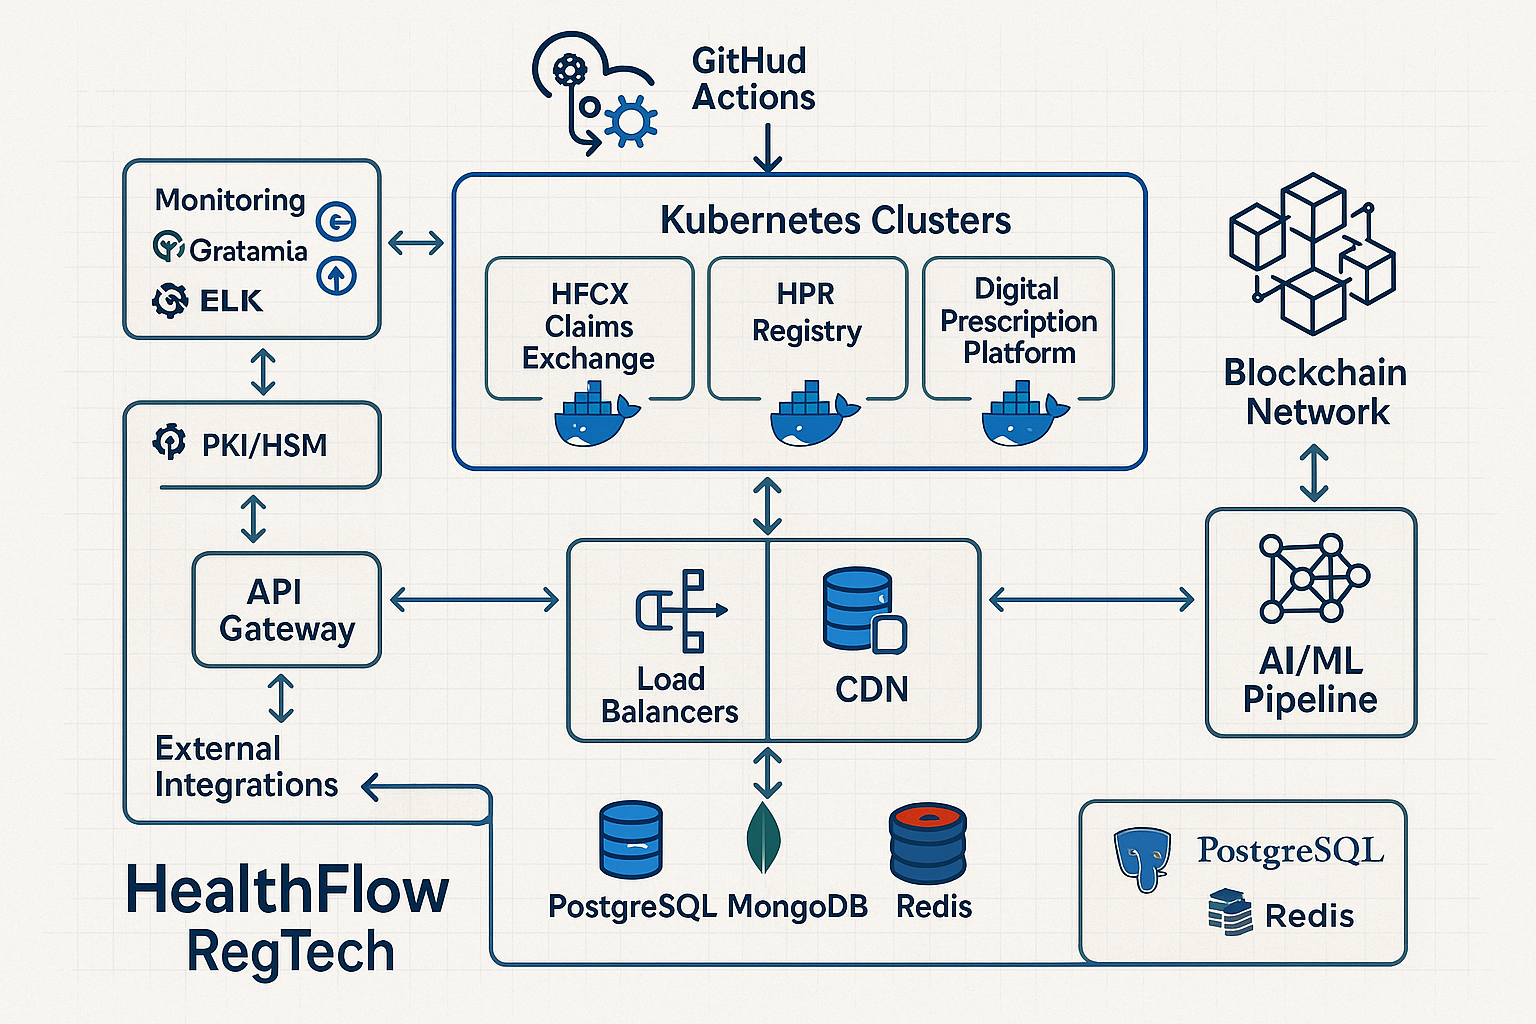 GitHud
Actions
Monitoring
Gratamia
ELK
Kubernetes Clusters
HFCX
Claims
Exchange
HPR
Registry
Digital
Prescription
Platform
Blockchain
Network
PKI/HSM
API
Gateway
Load
Balancers
CDN
AI/ML
Pipeline
External
Integrations
PostgreSQL
MongoDB
Redis
PostgreSQL
Redis
HealthFlow
RegTech